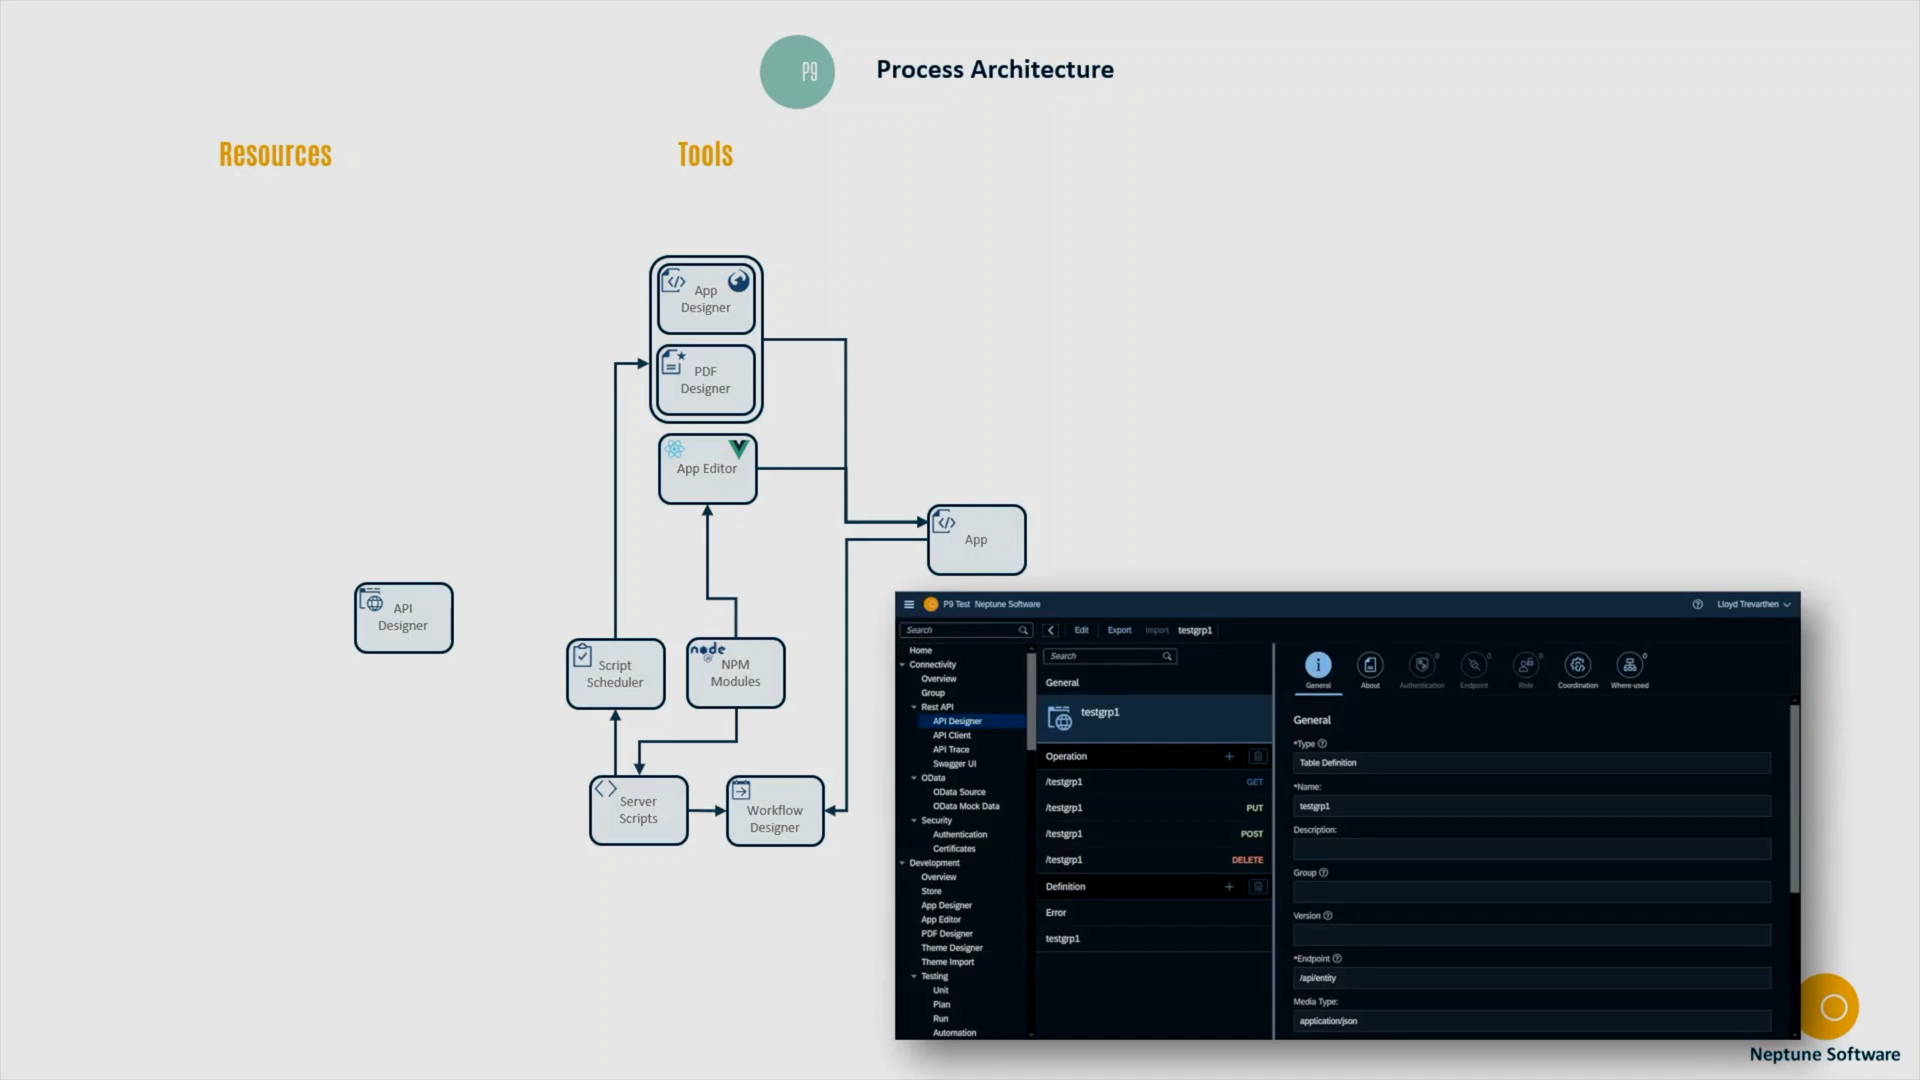 P9
Process Architecture
Resources
Tools
App
Designer
PDF
Designer
App Editor
App
API
Designer
Script
Scheduler
node
NPM
Modules
Server
Scripts
Workflow
Designer
P9 Test Neptune Software
Lloyd Trevarthen
Search
Edit
Export
Import
testgrp1
Home
Connectivity
Overview
Group
Rest API
API Designer
API Client
API Trace
Swagger UI
OData
OData Source
OData Mock Data
Security
Authentication
Certificates
Development
Overview
Store
App Designer
App Editor
PDF Designer
Theme Designer
Theme Import
Testing
Unit
Plan
Run
Automation
Search
General
testgrp1
Operation
/testgrp1 GET
/testgrp1 PUT
/testgrp1 POST
/testgrp1 DELETE
Definition
Error
testgrp1
General
About
Authentication 0
Endpoint 0
Role 0
Coordination
Where-used 0
General
*Type
Table Definition
*Name:
testgrp1
Description:
Group
Version
*Endpoint
/api/entity
Media Type:
application/json
Neptune Software